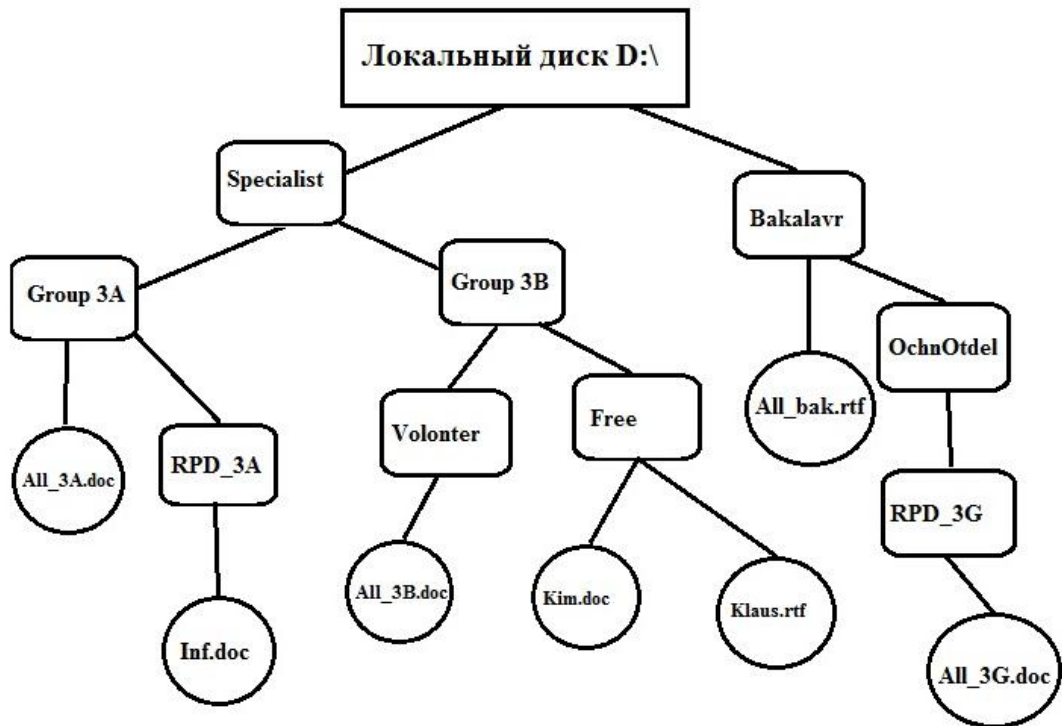 Локальный диск D:\
Specialist
Bakalavr
Group 3A
Group 3B
OchnOtdel
All_bak.rtf
Volonter
Free
All_3A.doc
RPD_3A
RPD_3G
All_3B.doc
Kim.doc
Klaus.rtf
Inf.doc
All_3G.doc